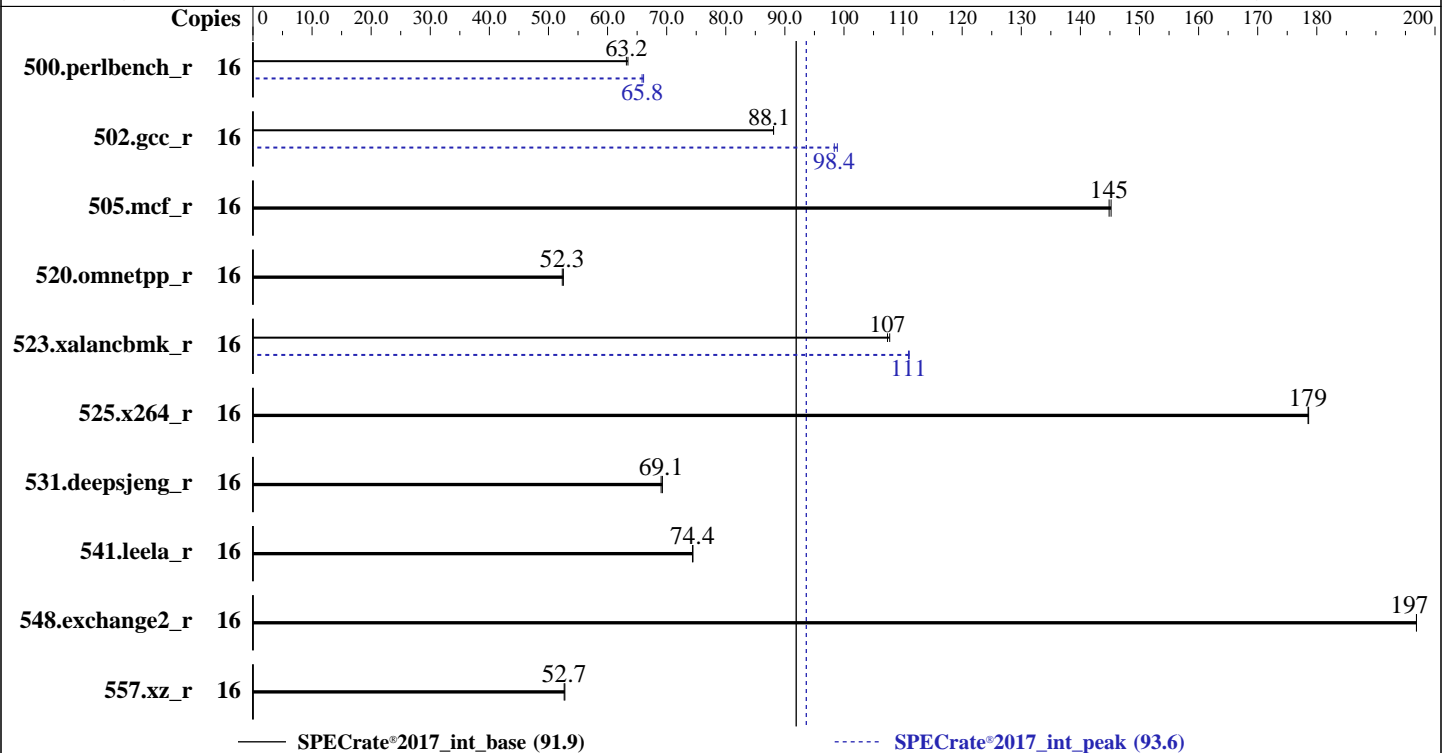 Copies 0 10.0 20.0 30.0 40.0 50.0 60.0 70.0 80.0 90.0 100 110 120 130 140 150 160 170 180 200
500.perlbench_r 16 63.2
65.8
502.gcc_r 16 88.1
98.4
505.mcf_r 16 145
520.omnetpp_r 16 52.3
523.xalancbmk_r 16 107
111
525.x264_r 16 179
531.deepsjeng_r 16 69.1
541.leela_r 16 74.4
548.exchange2_r 16 197
557.xz_r 16 52.7
SPECrate®2017_int_base (91.9) SPECrate®2017_int_peak (93.6)